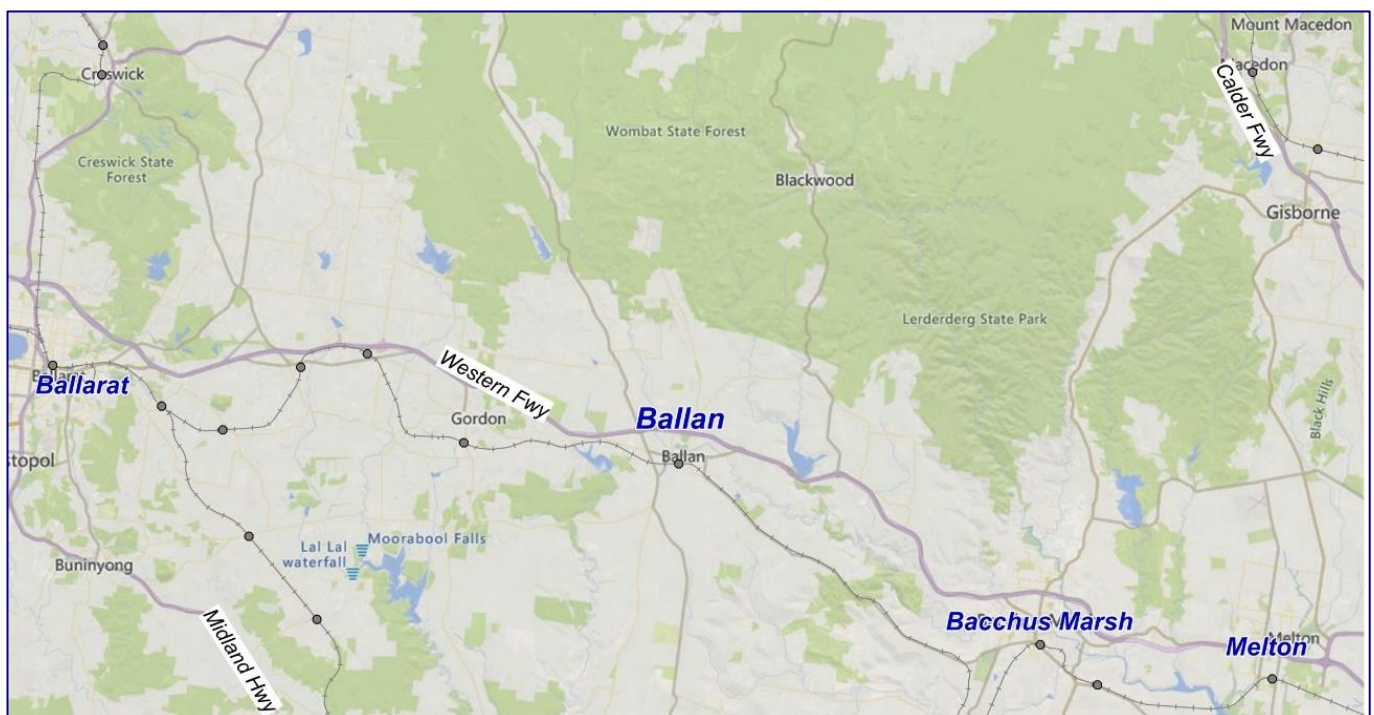 Mount Macedon
Creswick
Macedon
Calder Fwy
Wombat State Forest
Creswick State
Forest
Blackwood
Gisborne
Lerderderg State Park
Western Fwy
Ballarat
Black Hills
Gordon
Ballan
Ballan
stopol
Lal Lal
waterfall
Moorabool Falls
Buninyong
Bacchus Marsh
Melton
Melton
Midland Hwy